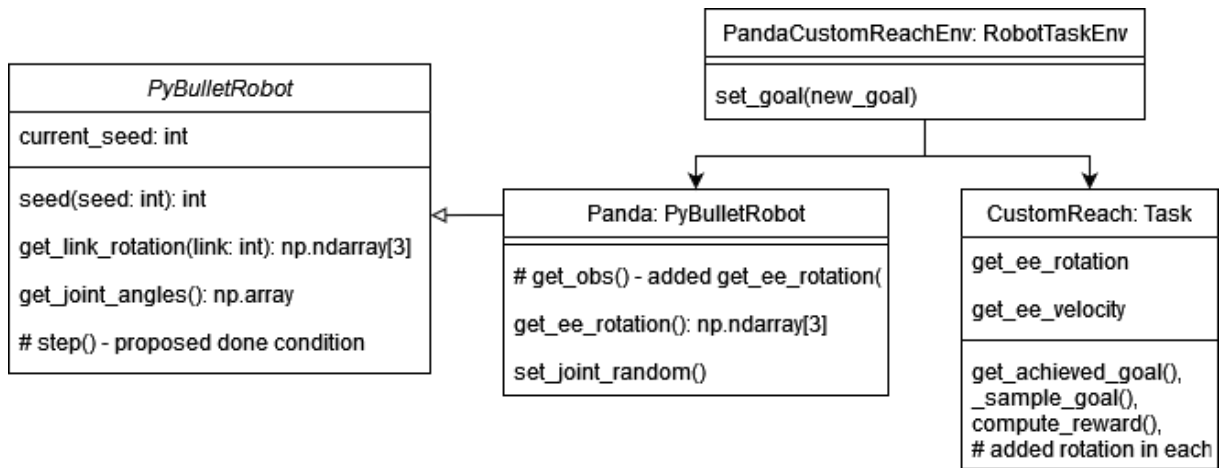 PandaCustomReachEnv: RobotTaskEnv
set_goal(new_goal)
PyBulletRobot
current_seed: int
seed(seed: int): int
get_link_rotation(link: int): np.ndarray[3]
get_joint_angles(): np.array
# step() - proposed done condition
Panda: PyBulletRobot
# get_obs() - added get_ee_rotation(
get_ee_rotation(): np.ndarray[3]
set_joint_random()
CustomReach: Task
get_ee_rotation
get_ee_velocity
get_achieved_goal(),
_sample_goal(),
compute_reward(),
# added rotation in each